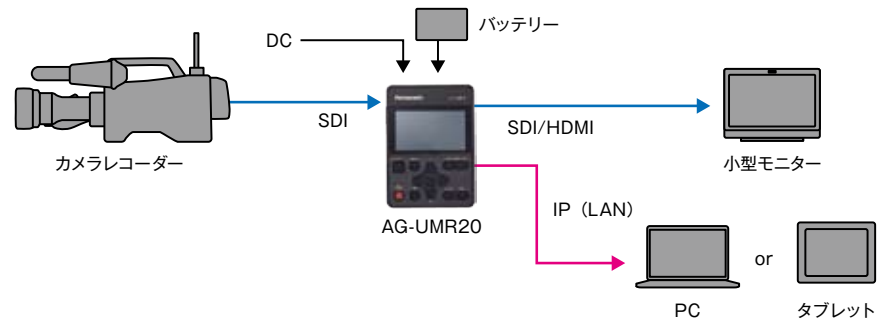 DC
バッテリー
SDI
SDI/HDMI
カメラレコーダー
小型モニター
AG-UMR20
IP（LAN）
or
PC
タブレット
Panasonic